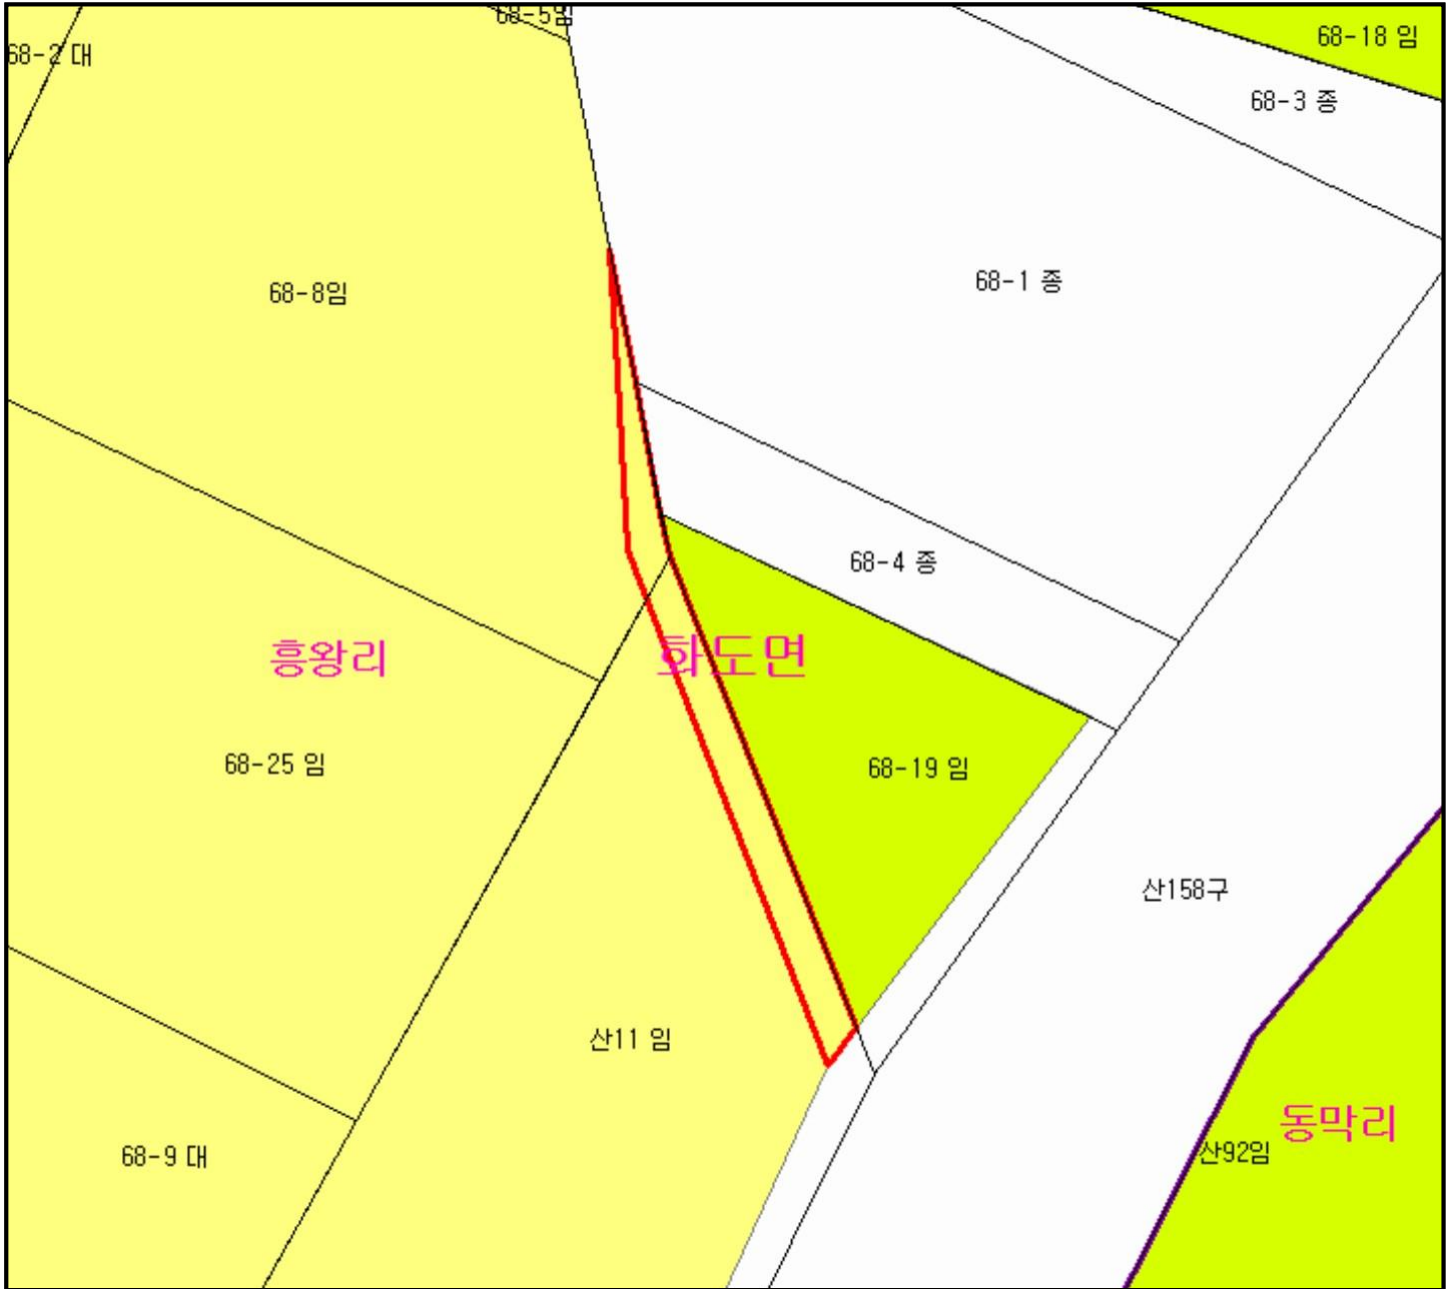 68-5임
68-18 임
68-2 대
68-3 종
68-1 종
68-8임
68-4 종
흥왕리
화도면
68-25 임
68-19 임
산158구
산11 임
동막리
68-9 대
산92임